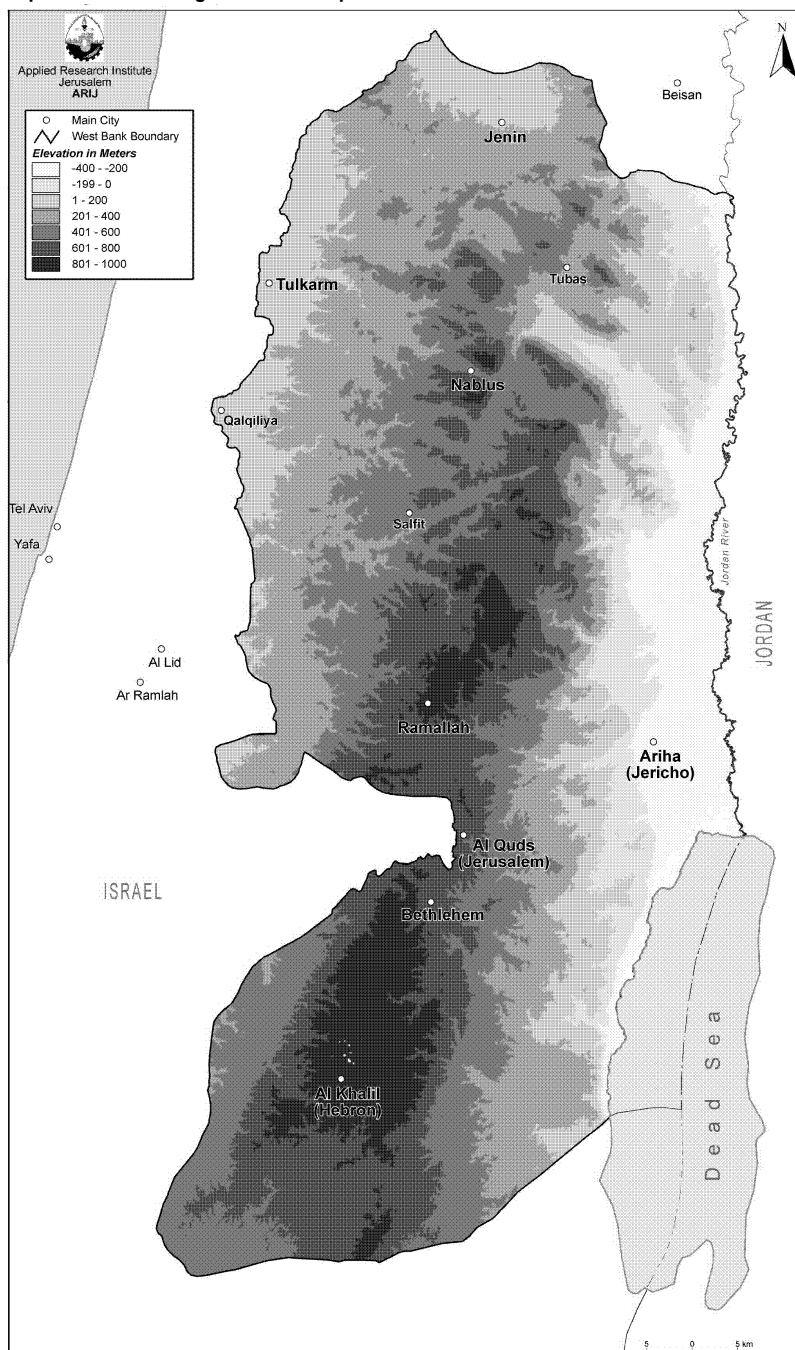 Applied Research Institute
Jerusalem
ARIJ
Main City
West Bank Boundary
Elevation in Meters
-400 - -200
-199 - 0
1 - 200
201 - 400
401 - 600
601 - 800
801 - 1000
N
Beisan
Jenin
Tubas
Tulkarm
Nablus
Qalqiliya
Tel Aviv
Yafa
Salfit
Jordan River
JORDAN
Al Lid
Ar Ramlah
Ramallah
Ariha
(Jericho)
Al Quds
(Jerusalem)
ISRAEL
Bethlehem
Al Khalil
(Hebron)
Dead Sea
5 0 5 km